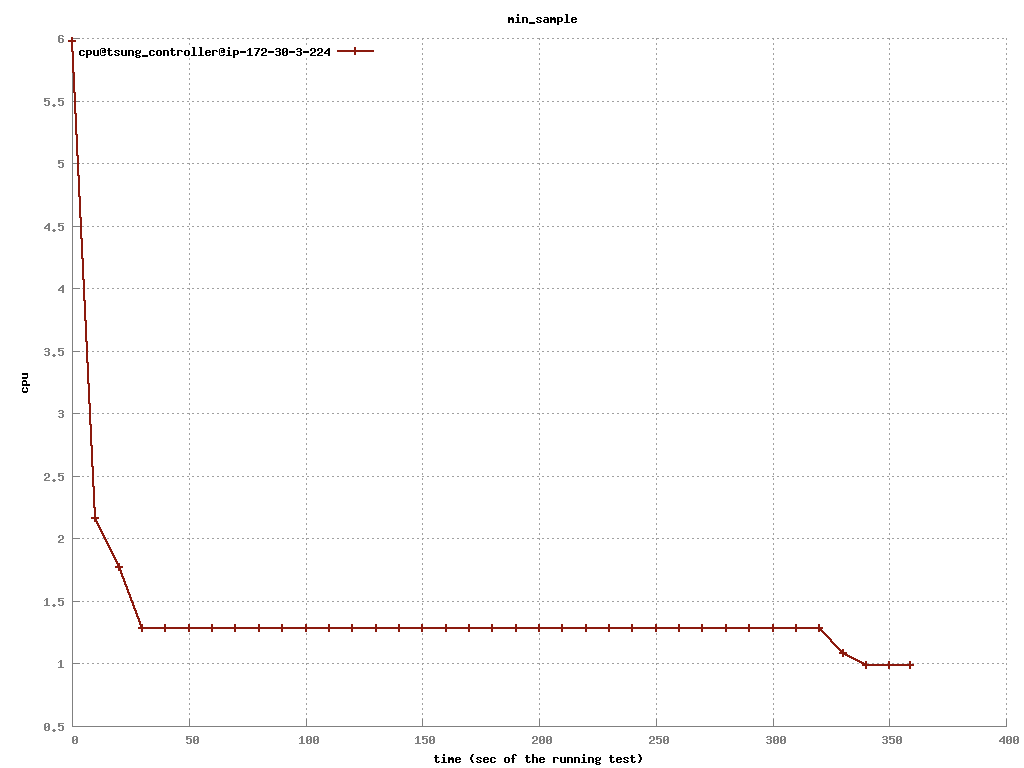 min_sample
cpu@tsung_controller@ip-172-30-3-224
6
5.5
5
4.5
4
3.5
3
2.5
2
1.5
1
0.5
cpu
0 50 100 150 200 250 300 350 400
time (sec of the running test)